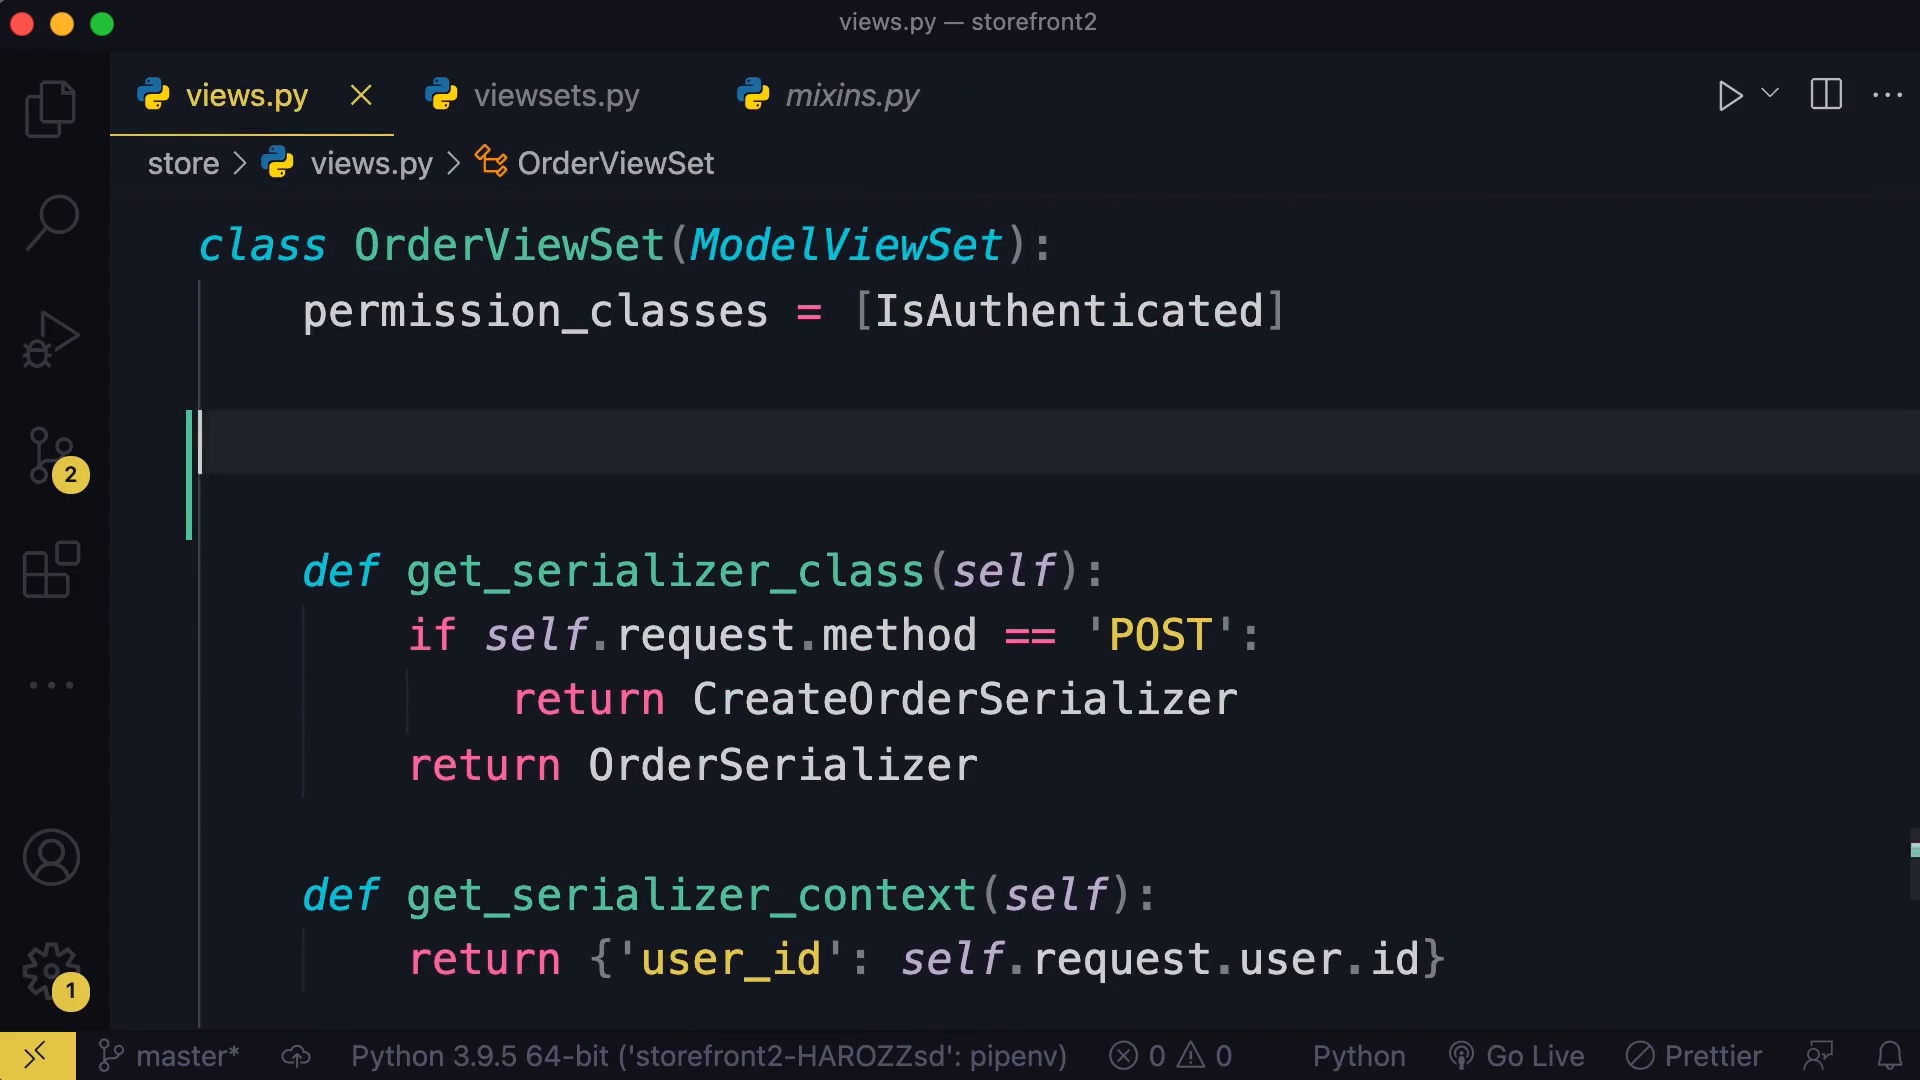 views.py — storefront2
views.py
viewsets.py
mixins.py
store > views.py > OrderViewSet
class OrderViewSet(ModelViewSet):
    permission_classes = [IsAuthenticated]
    def get_serializer_class(self):
        if self.request.method == 'POST':
            return CreateOrderSerializer
        return OrderSerializer
    def get_serializer_context(self):
        return {'user_id': self.request.user.id}
2
1
master* Python 3.9.5 64-bit ('storefront2-HAROZZsd': pipenv) 0 0 Python Go Live Prettier